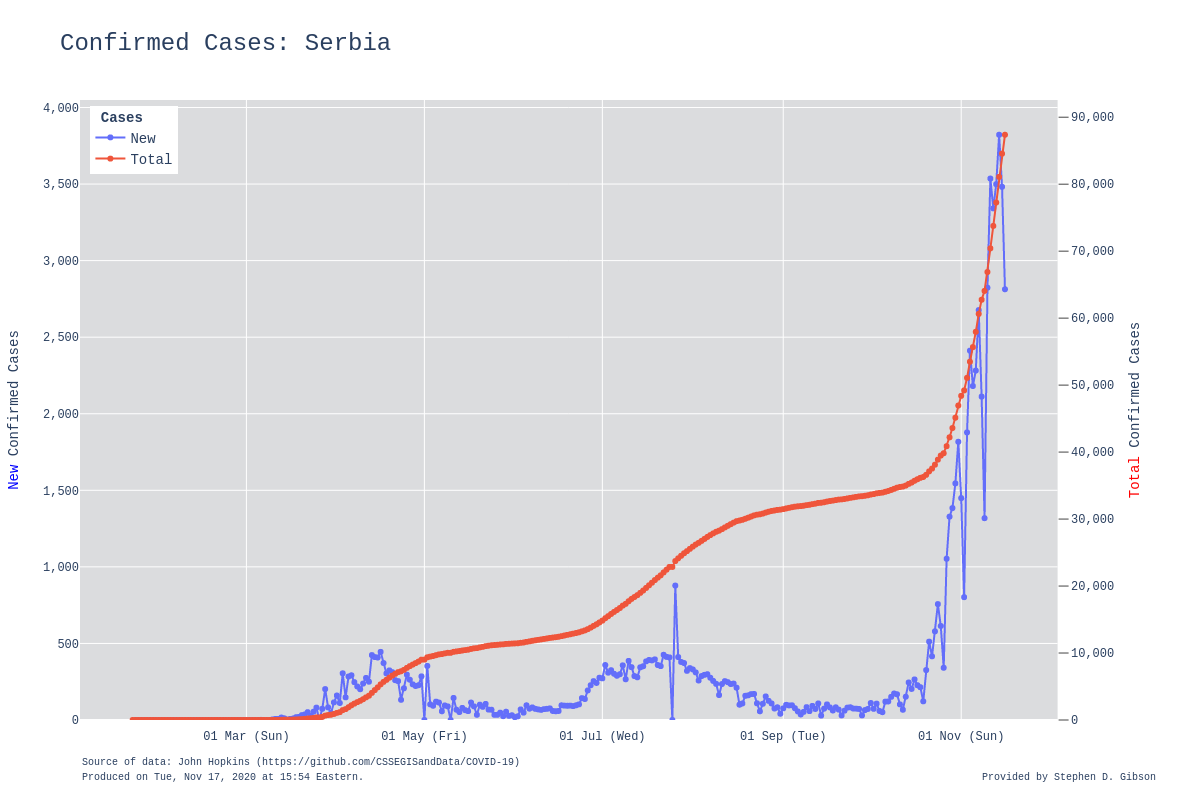 Confirmed Cases: Serbia
Cases
New
Total
4,000
3,500
3,000
2,500
2,000
1,500
1,000
500
0
New Confirmed Cases
90,000
80,000
70,000
60,000
50,000
40,000
30,000
20,000
10,000
0
Total Confirmed Cases
01 Mar (Sun)
01 May (Fri)
01 Jul (Wed)
01 Sep (Tue)
01 Nov (Sun)
Source of data: John Hopkins (https://github.com/CSSEGISandData/COVID-19)
Produced on Tue, Nov 17, 2020 at 15:54 Eastern.
Provided by Stephen D. Gibson